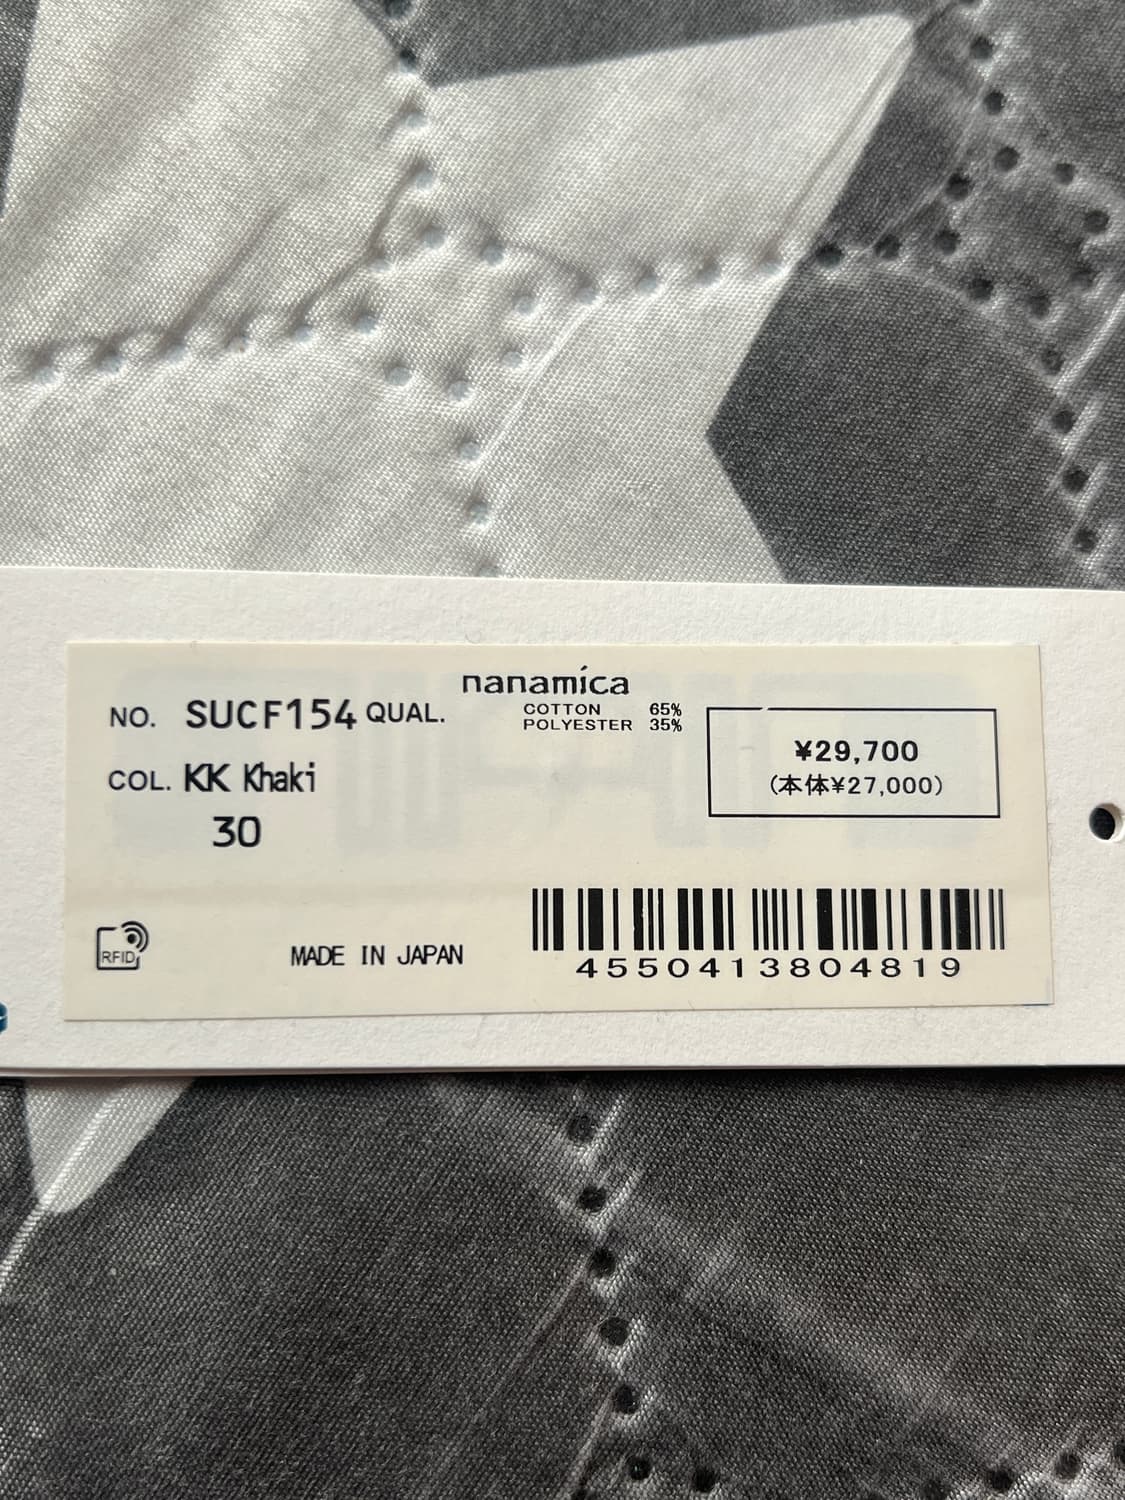 nanamica
NO. SUCF154 QUAL. COTTON 65%
POLYESTER 35%
¥29,700
(本体¥27,000)
COL. KK Khaki
30
RFID
MADE IN JAPAN
4550413804819